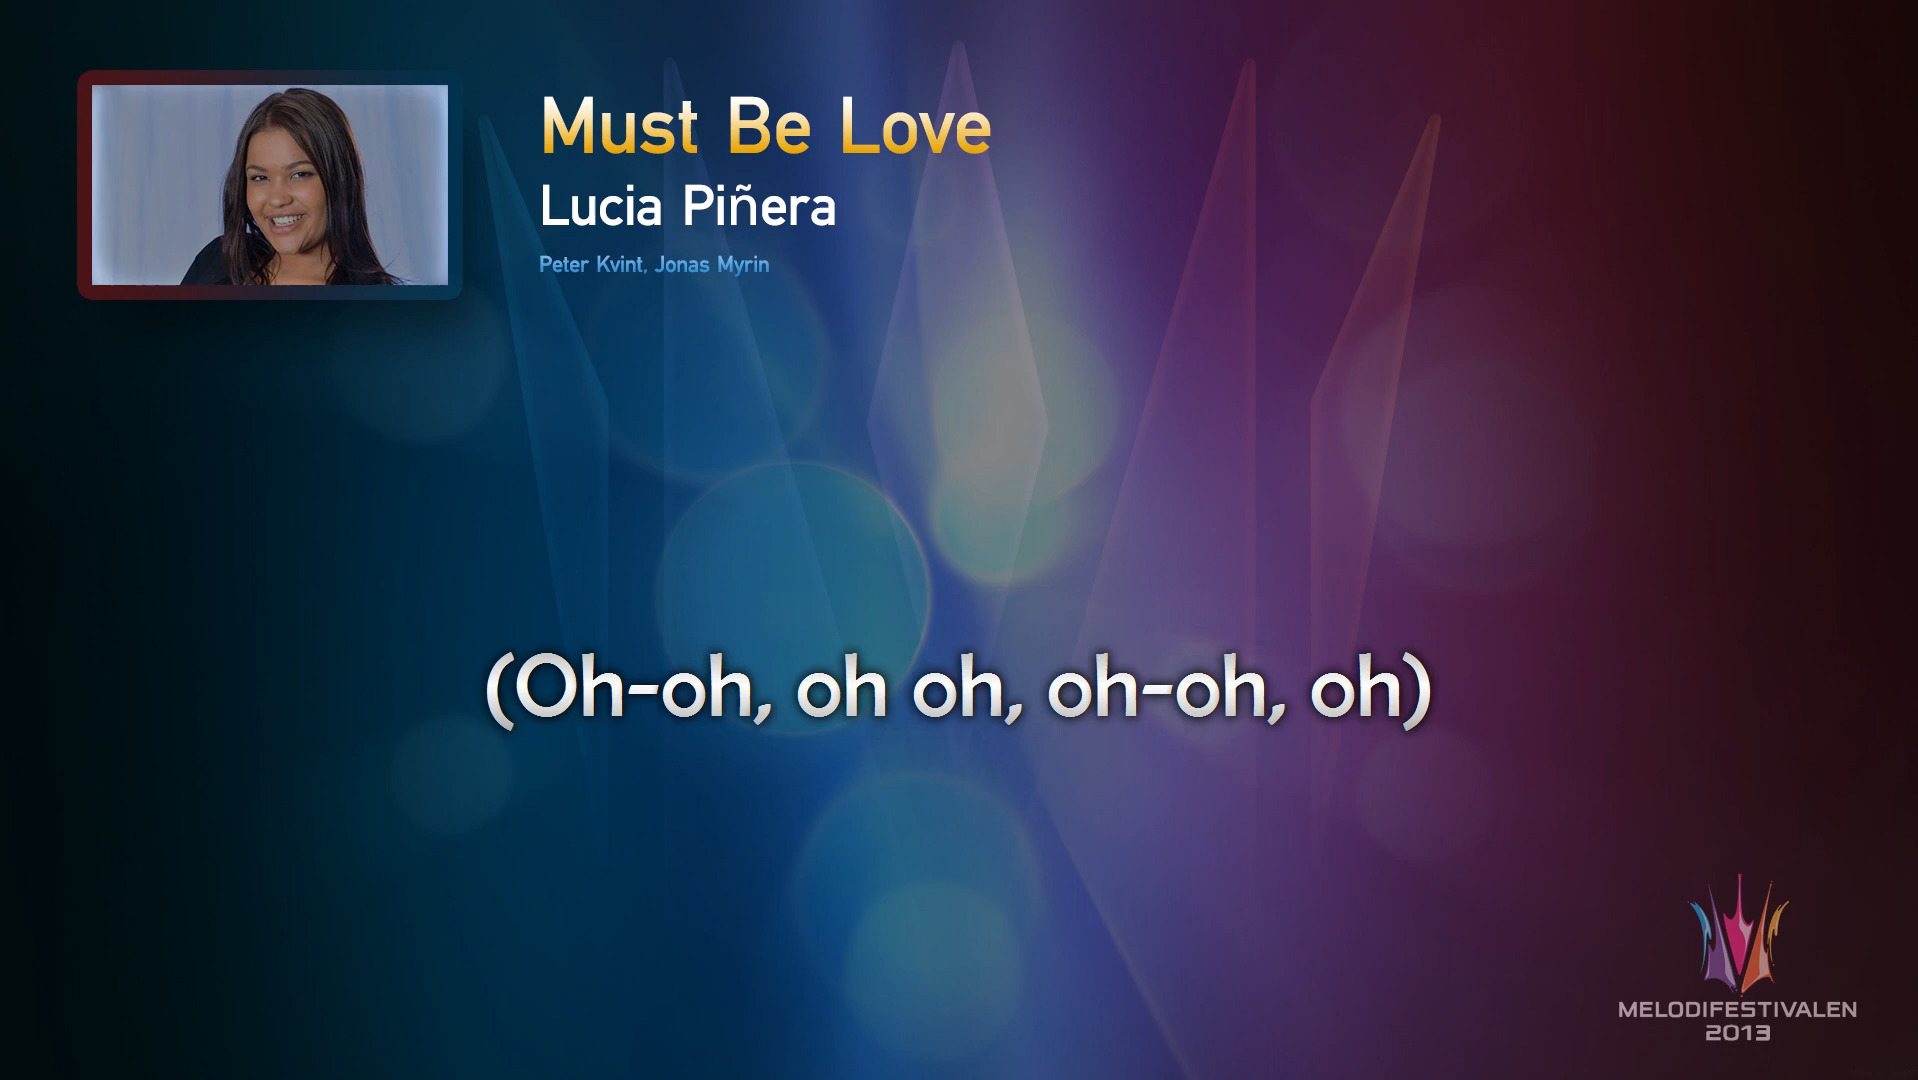 Must Be Love
Lucia Piñera
Peter Kvint, Jonas Myrin
(Oh-oh, oh oh, oh-oh, oh)
MELODIFESTIVALEN
2013